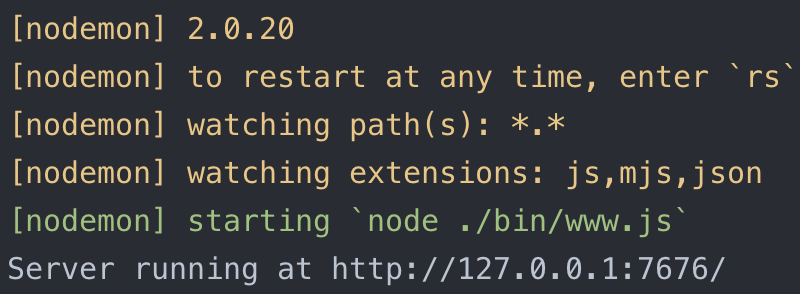 [nodemon] 2.0.20
[nodemon] to restart at any time, enter `rs`
[nodemon] watching path(s): *.*
[nodemon] watching extensions: js,mjs,json
[nodemon] starting `node ./bin/www.js`
Server running at http://127.0.0.1:7676/